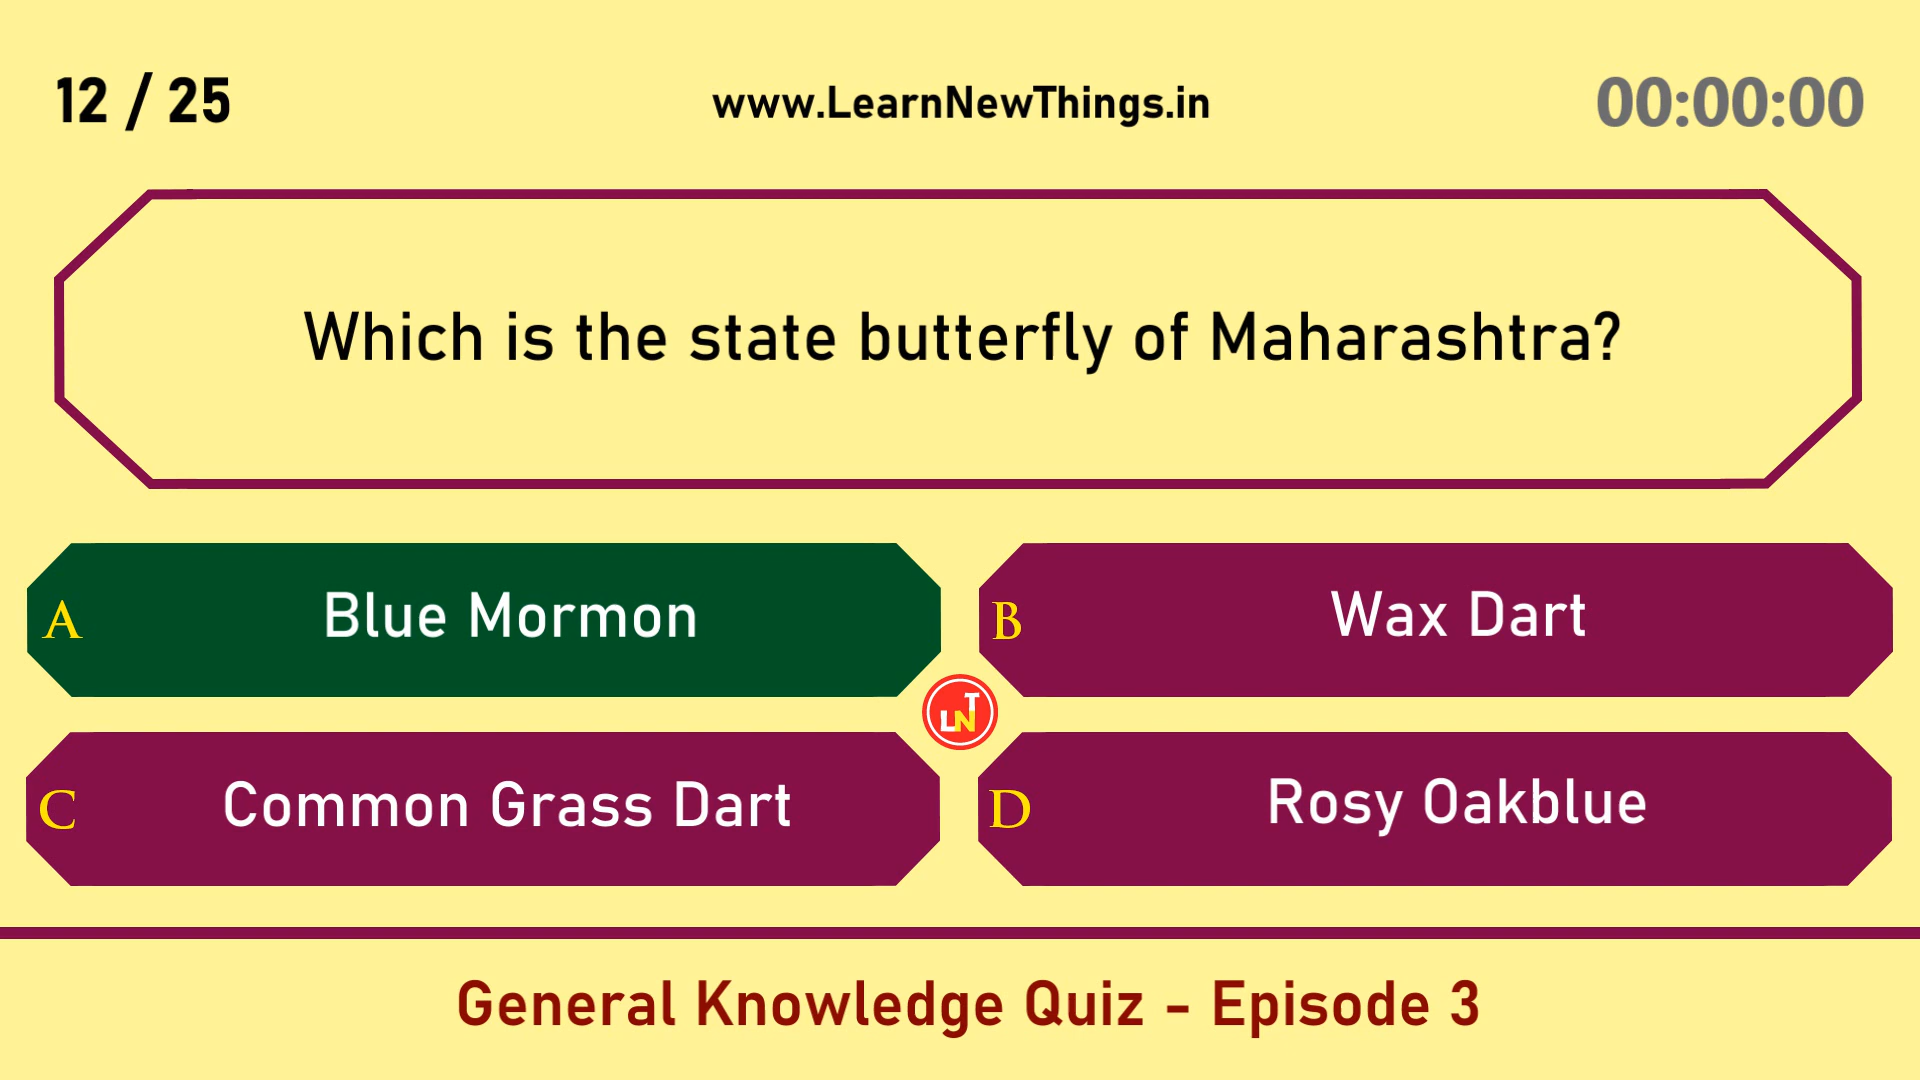 12 / 25
www.LearnNewThings.in
00:00:00
Which is the state butterfly of Maharashtra?
A Blue Mormon
B Wax Dart
LNT
C Common Grass Dart
D Rosy Oakblue
General Knowledge Quiz - Episode 3